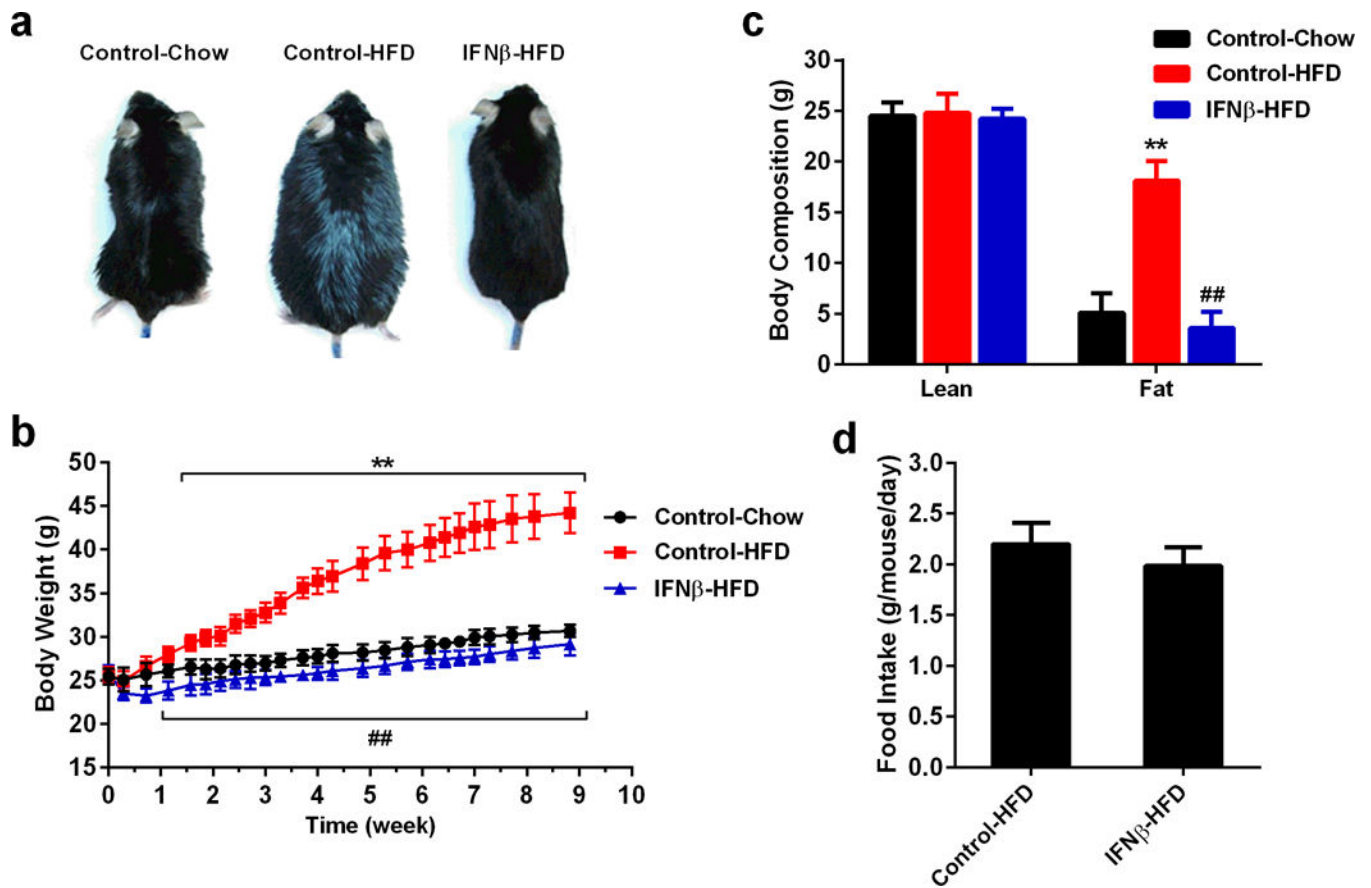 a
Control-Chow Control-HFD IFNβ-HFD
b
50
45
40
35
30
25
20
15
0 1 2 3 4 5 6 7 8 9 10
Body Weight (g)
Time (week)
**
##
Control-Chow
Control-HFD
IFNβ-HFD
c
30
25
20
15
10
5
0
Body Composition (g)
Lean Fat
**
##
Control-Chow
Control-HFD
IFNβ-HFD
d
3.0
2.5
2.0
1.5
1.0
0.5
0.0
Food Intake (g/mouse/day)
Control-HFD
IFNβ-HFD